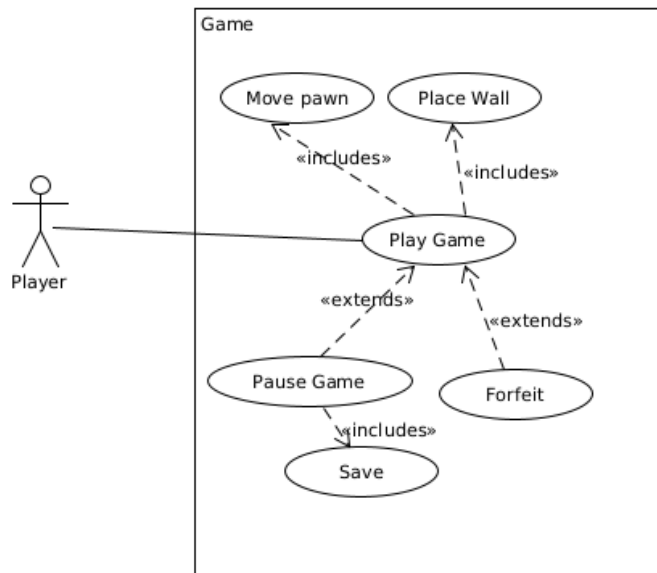 Game
Move pawn
Place Wall
«includes»
«includes»
Play Game
Player
«extends»
«extends»
Pause Game
Forfeit
«includes»
Save